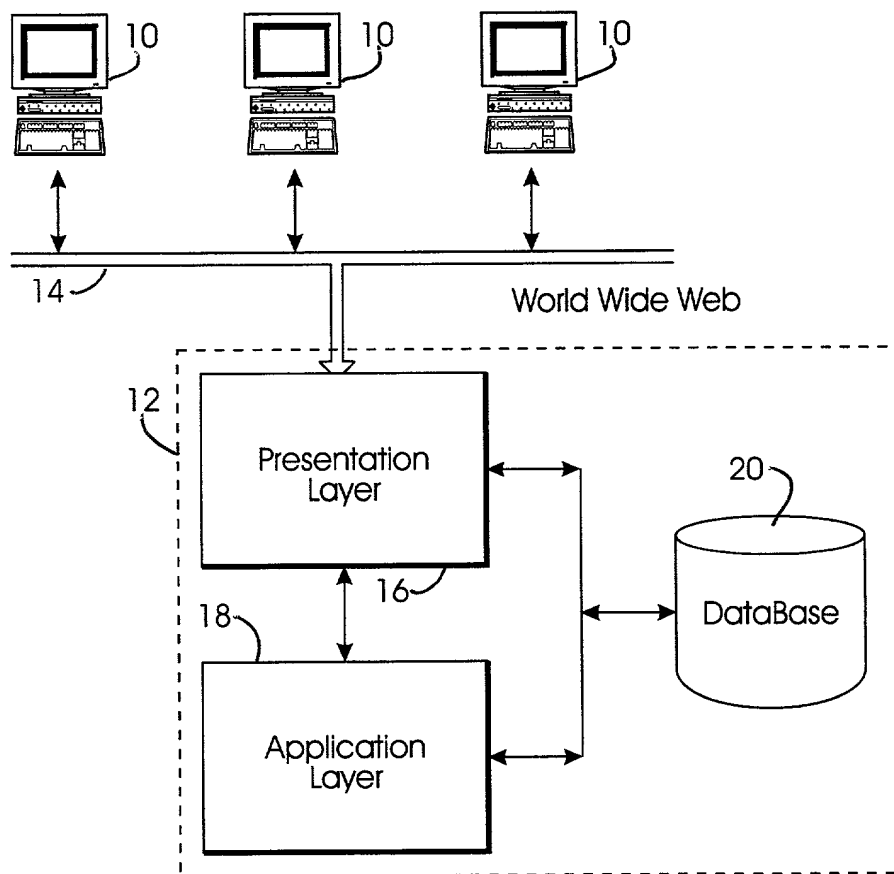 10
10
10
14
World Wide Web
12
Presentation
Layer
16
20
DataBase
18
Application
Layer